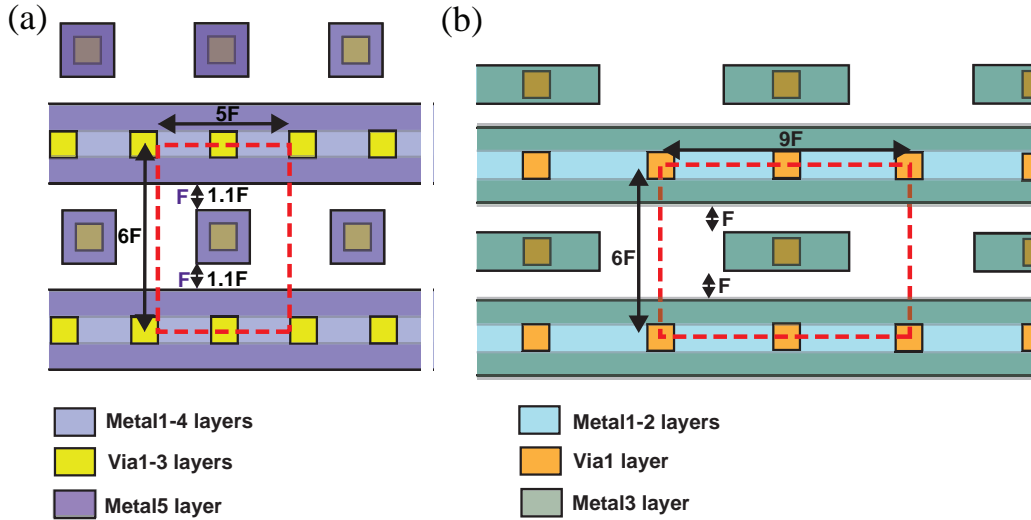 (a)
5F
F 1.1F
6F
F 1.1F
Metal1-4 layers
Via1-3 layers
Metal5 layer
(b)
9F
F
6F
F
Metal1-2 layers
Via1 layer
Metal3 layer